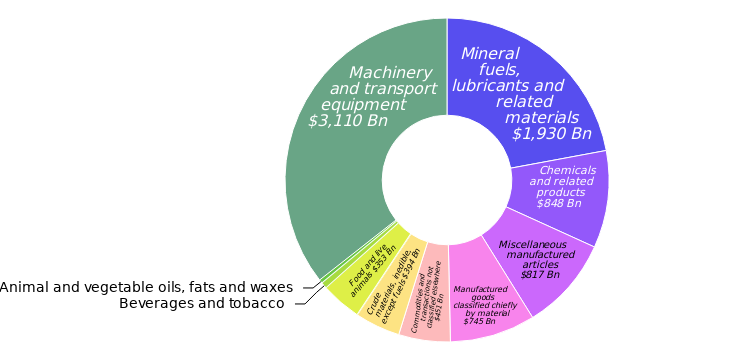 Machinery
and transport
equipment
$3,110 Bn
Mineral
fuels,
lubricants and
related
materials
$1,930 Bn
Chemicals
and related
products
$848 Bn
Miscellaneous
manufactured
articles
$817 Bn
Manufactured
goods
classified chiefly
by material
$745 Bn
Commodities and
transactions not
classified elsewhere
$451 Bn
Crude
materials, inedible,
except fuels $394 Bn
Food and live
animals $353 Bn
Animal and vegetable oils, fats and waxes
Beverages and tobacco